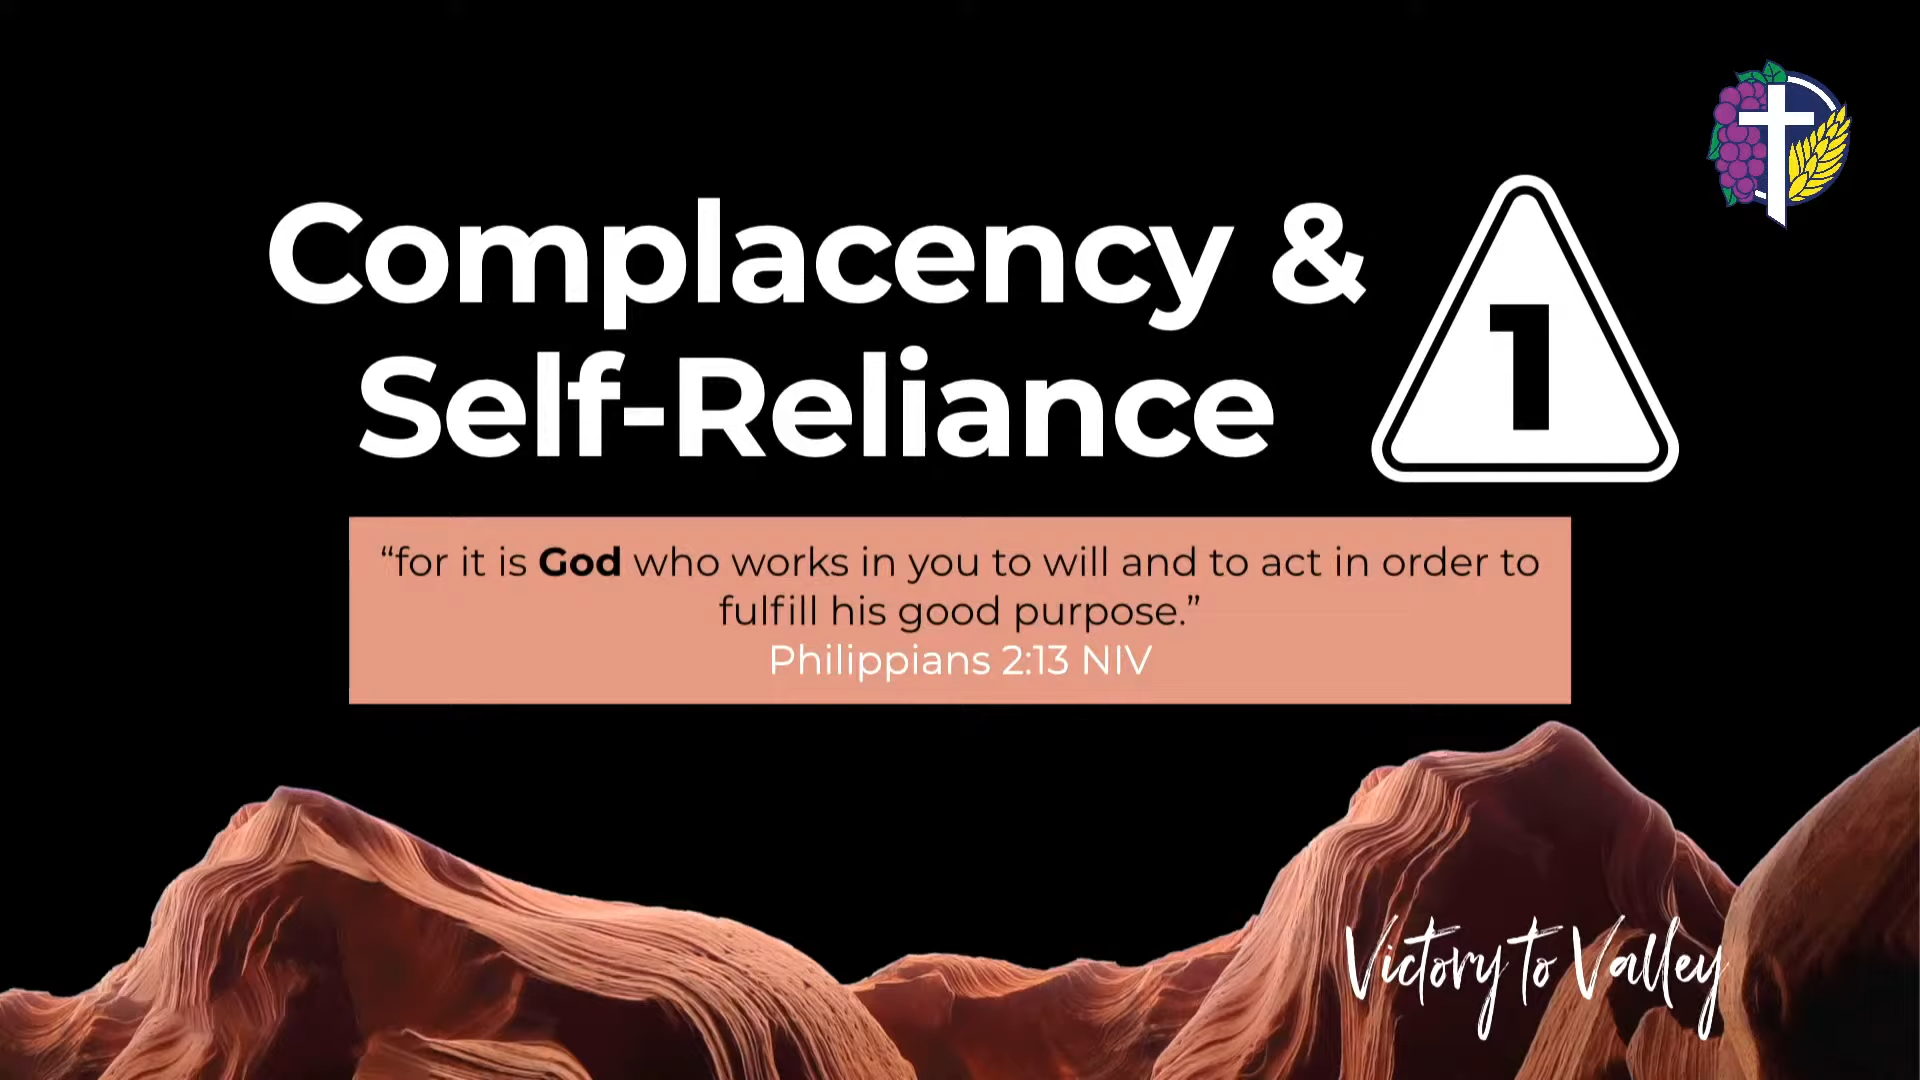 Complacency &
Self-Reliance
1
“for it is God who works in you to will and to act in order to
fulfill his good purpose.”
Philippians 2:13 NIV
Victory to Valley